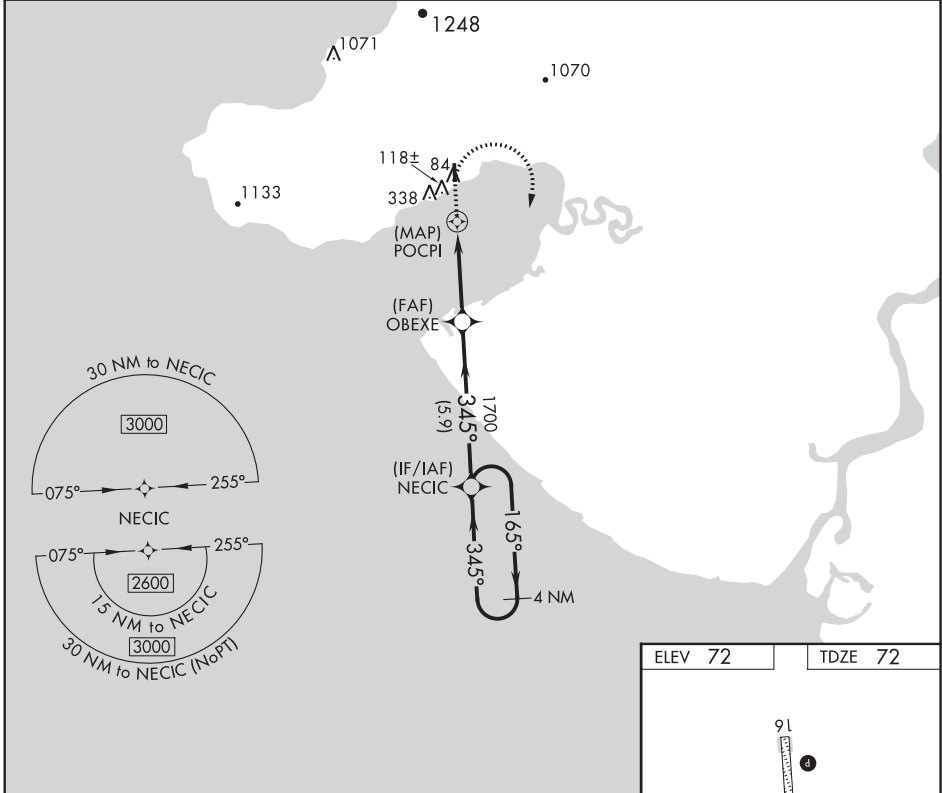 1248
1071
1070
118±
84
338
1133
(MAP)
POCPI
(FAF)
OBEXE
1700
345°
(5.9)
(IF/IAF)
NECIC
165°
345°
4 NM
30 NM to NECIC
3000
075°
255°
NECIC
075°
255°
2600
15 NM to NECIC
3000
30 NM to NECIC (NoPT)
ELEV 72
TDZE 72
16
P